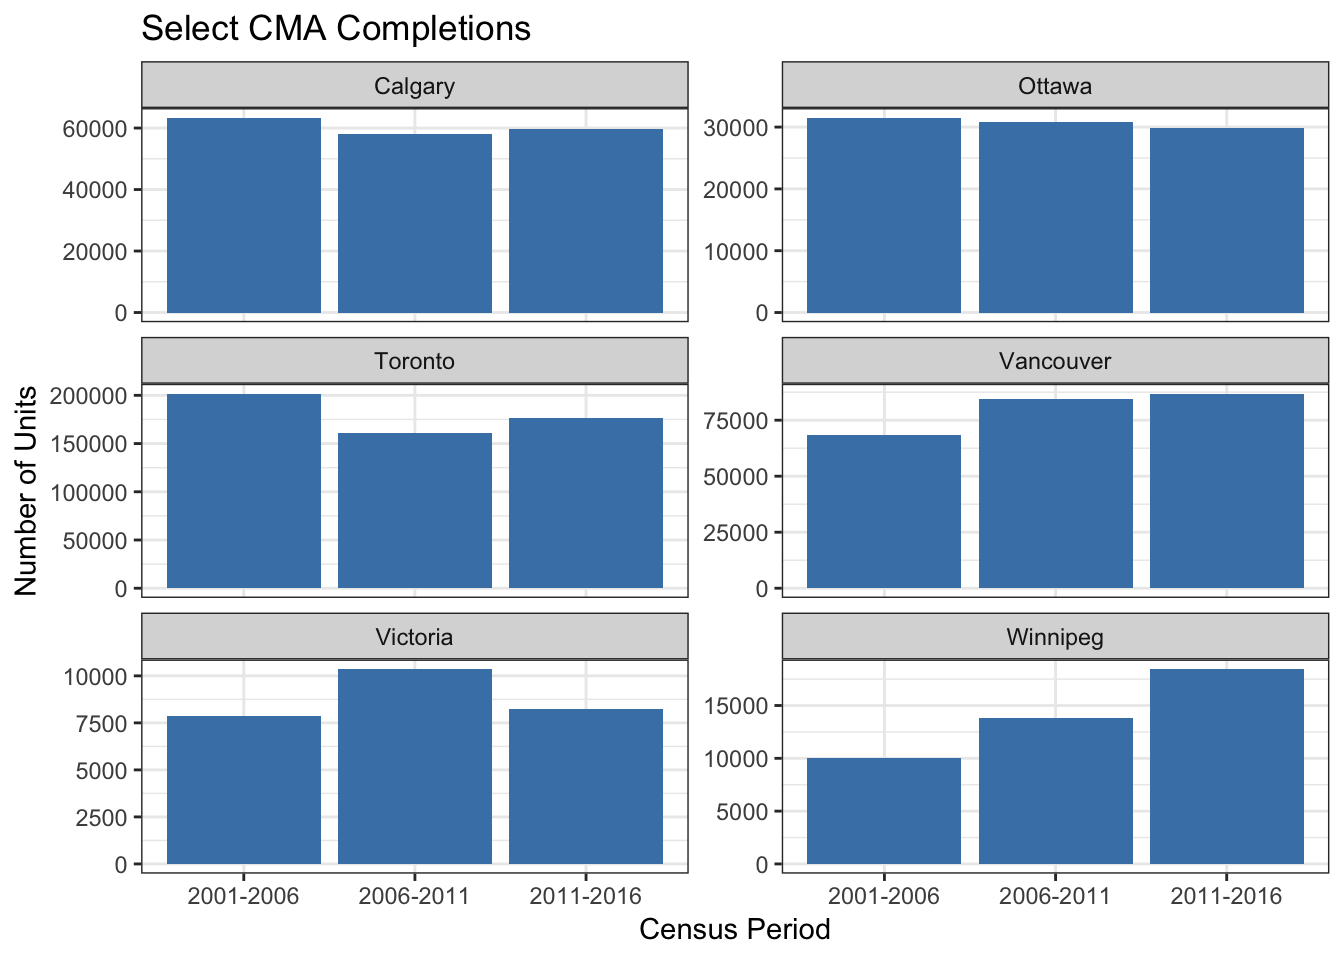 Select CMA Completions
Calgary
60000
40000
20000
0
Ottawa
30000
20000
10000
0
Number of Units
Toronto
200000
150000
100000
50000
0
Vancouver
75000
50000
25000
0
Victoria
10000
7500
5000
2500
0
2001-2006 2006-2011 2011-2016
Winnipeg
15000
10000
5000
0
2001-2006 2006-2011 2011-2016
Census Period